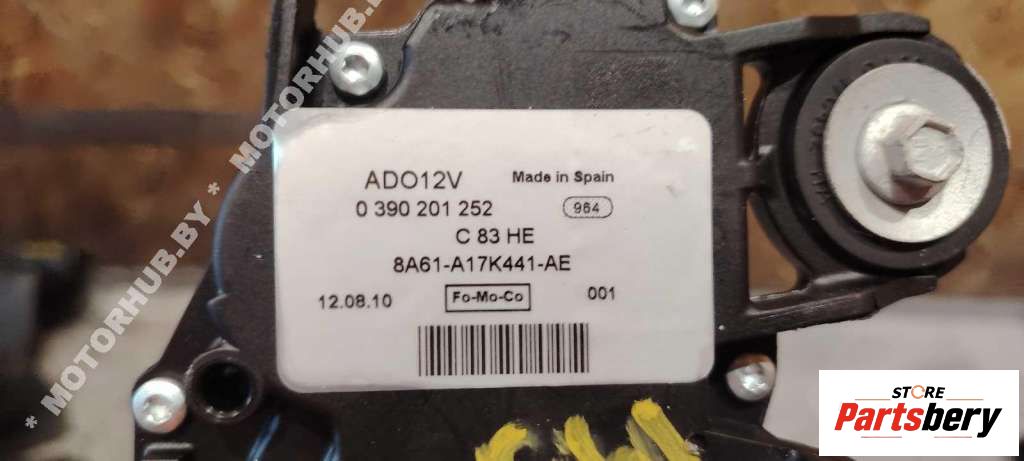 * MOTORHUB.BY * MOTORHUB.BY
ADO12V
Made in Spain
0 390 201 252
964
C 83 HE
8A61-A17K441-AE
12.08.10
Fo-Mo-Co
001
STORE
Partsbery